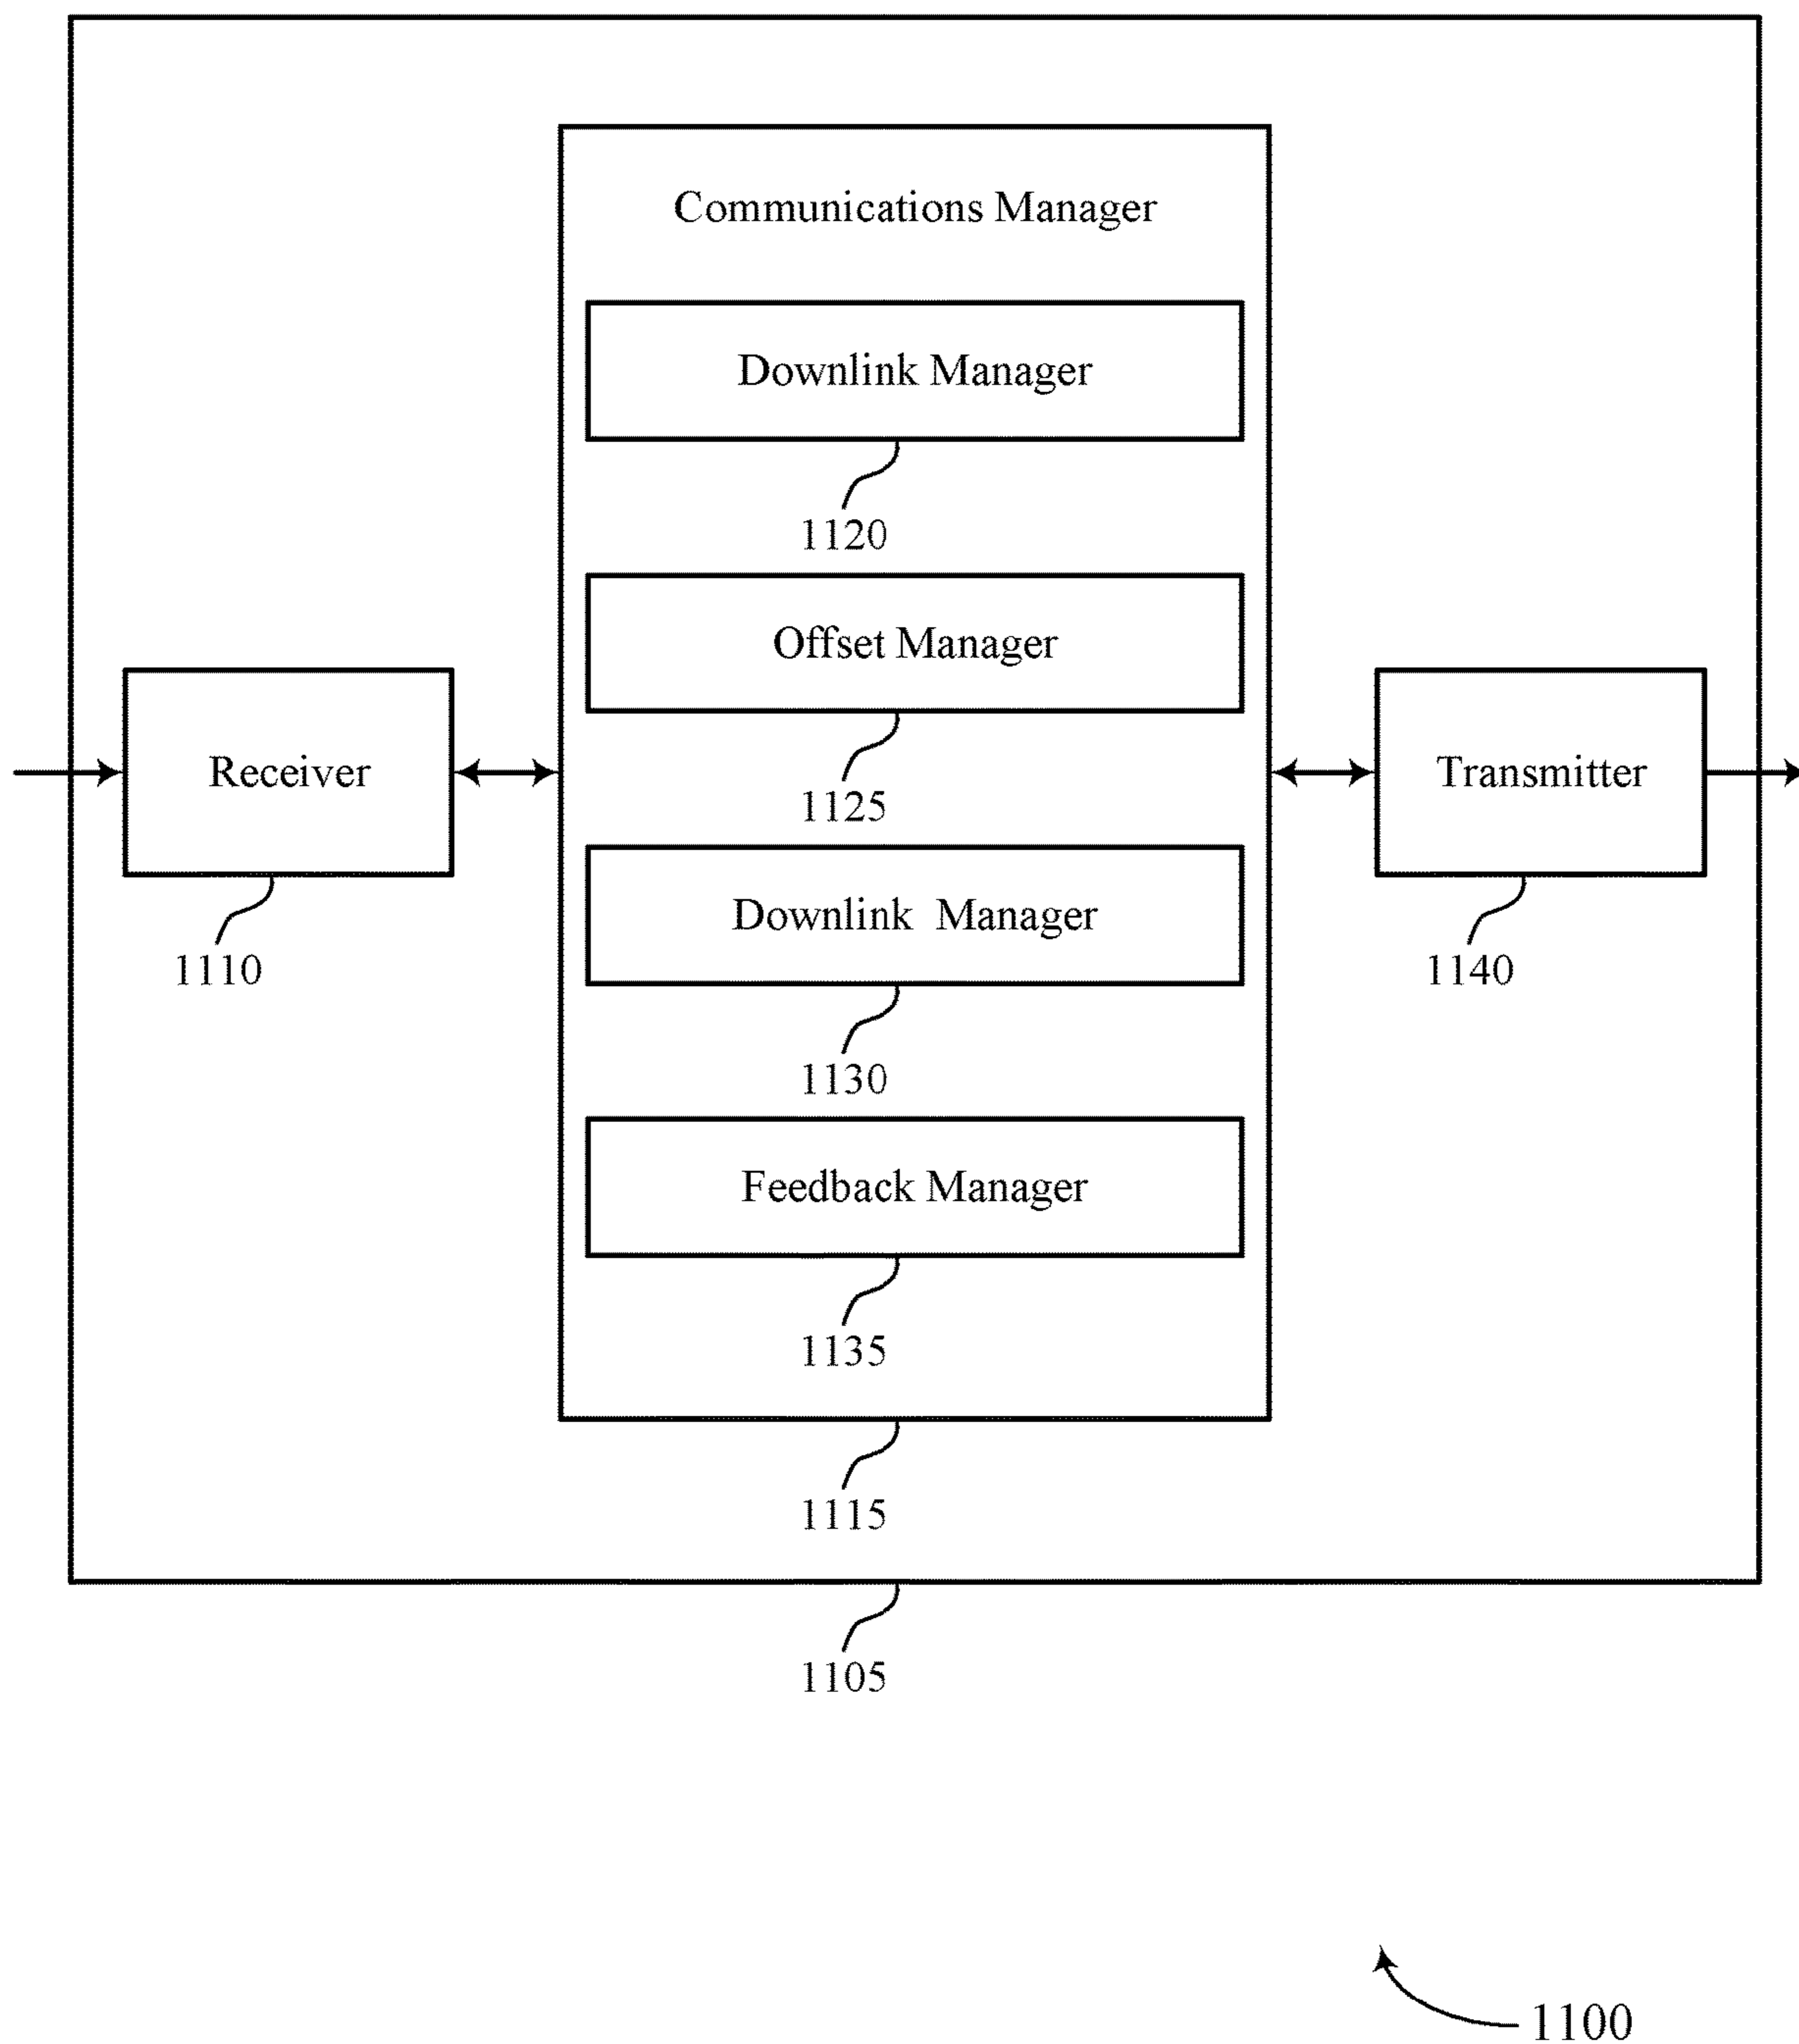 Communications Manager
Downlink Manager
1120
Offset Manager
1125
Receiver
1110
Downlink  Manager
1130
Transmitter
1140
Feedback Manager
1135
1115
1105
1100